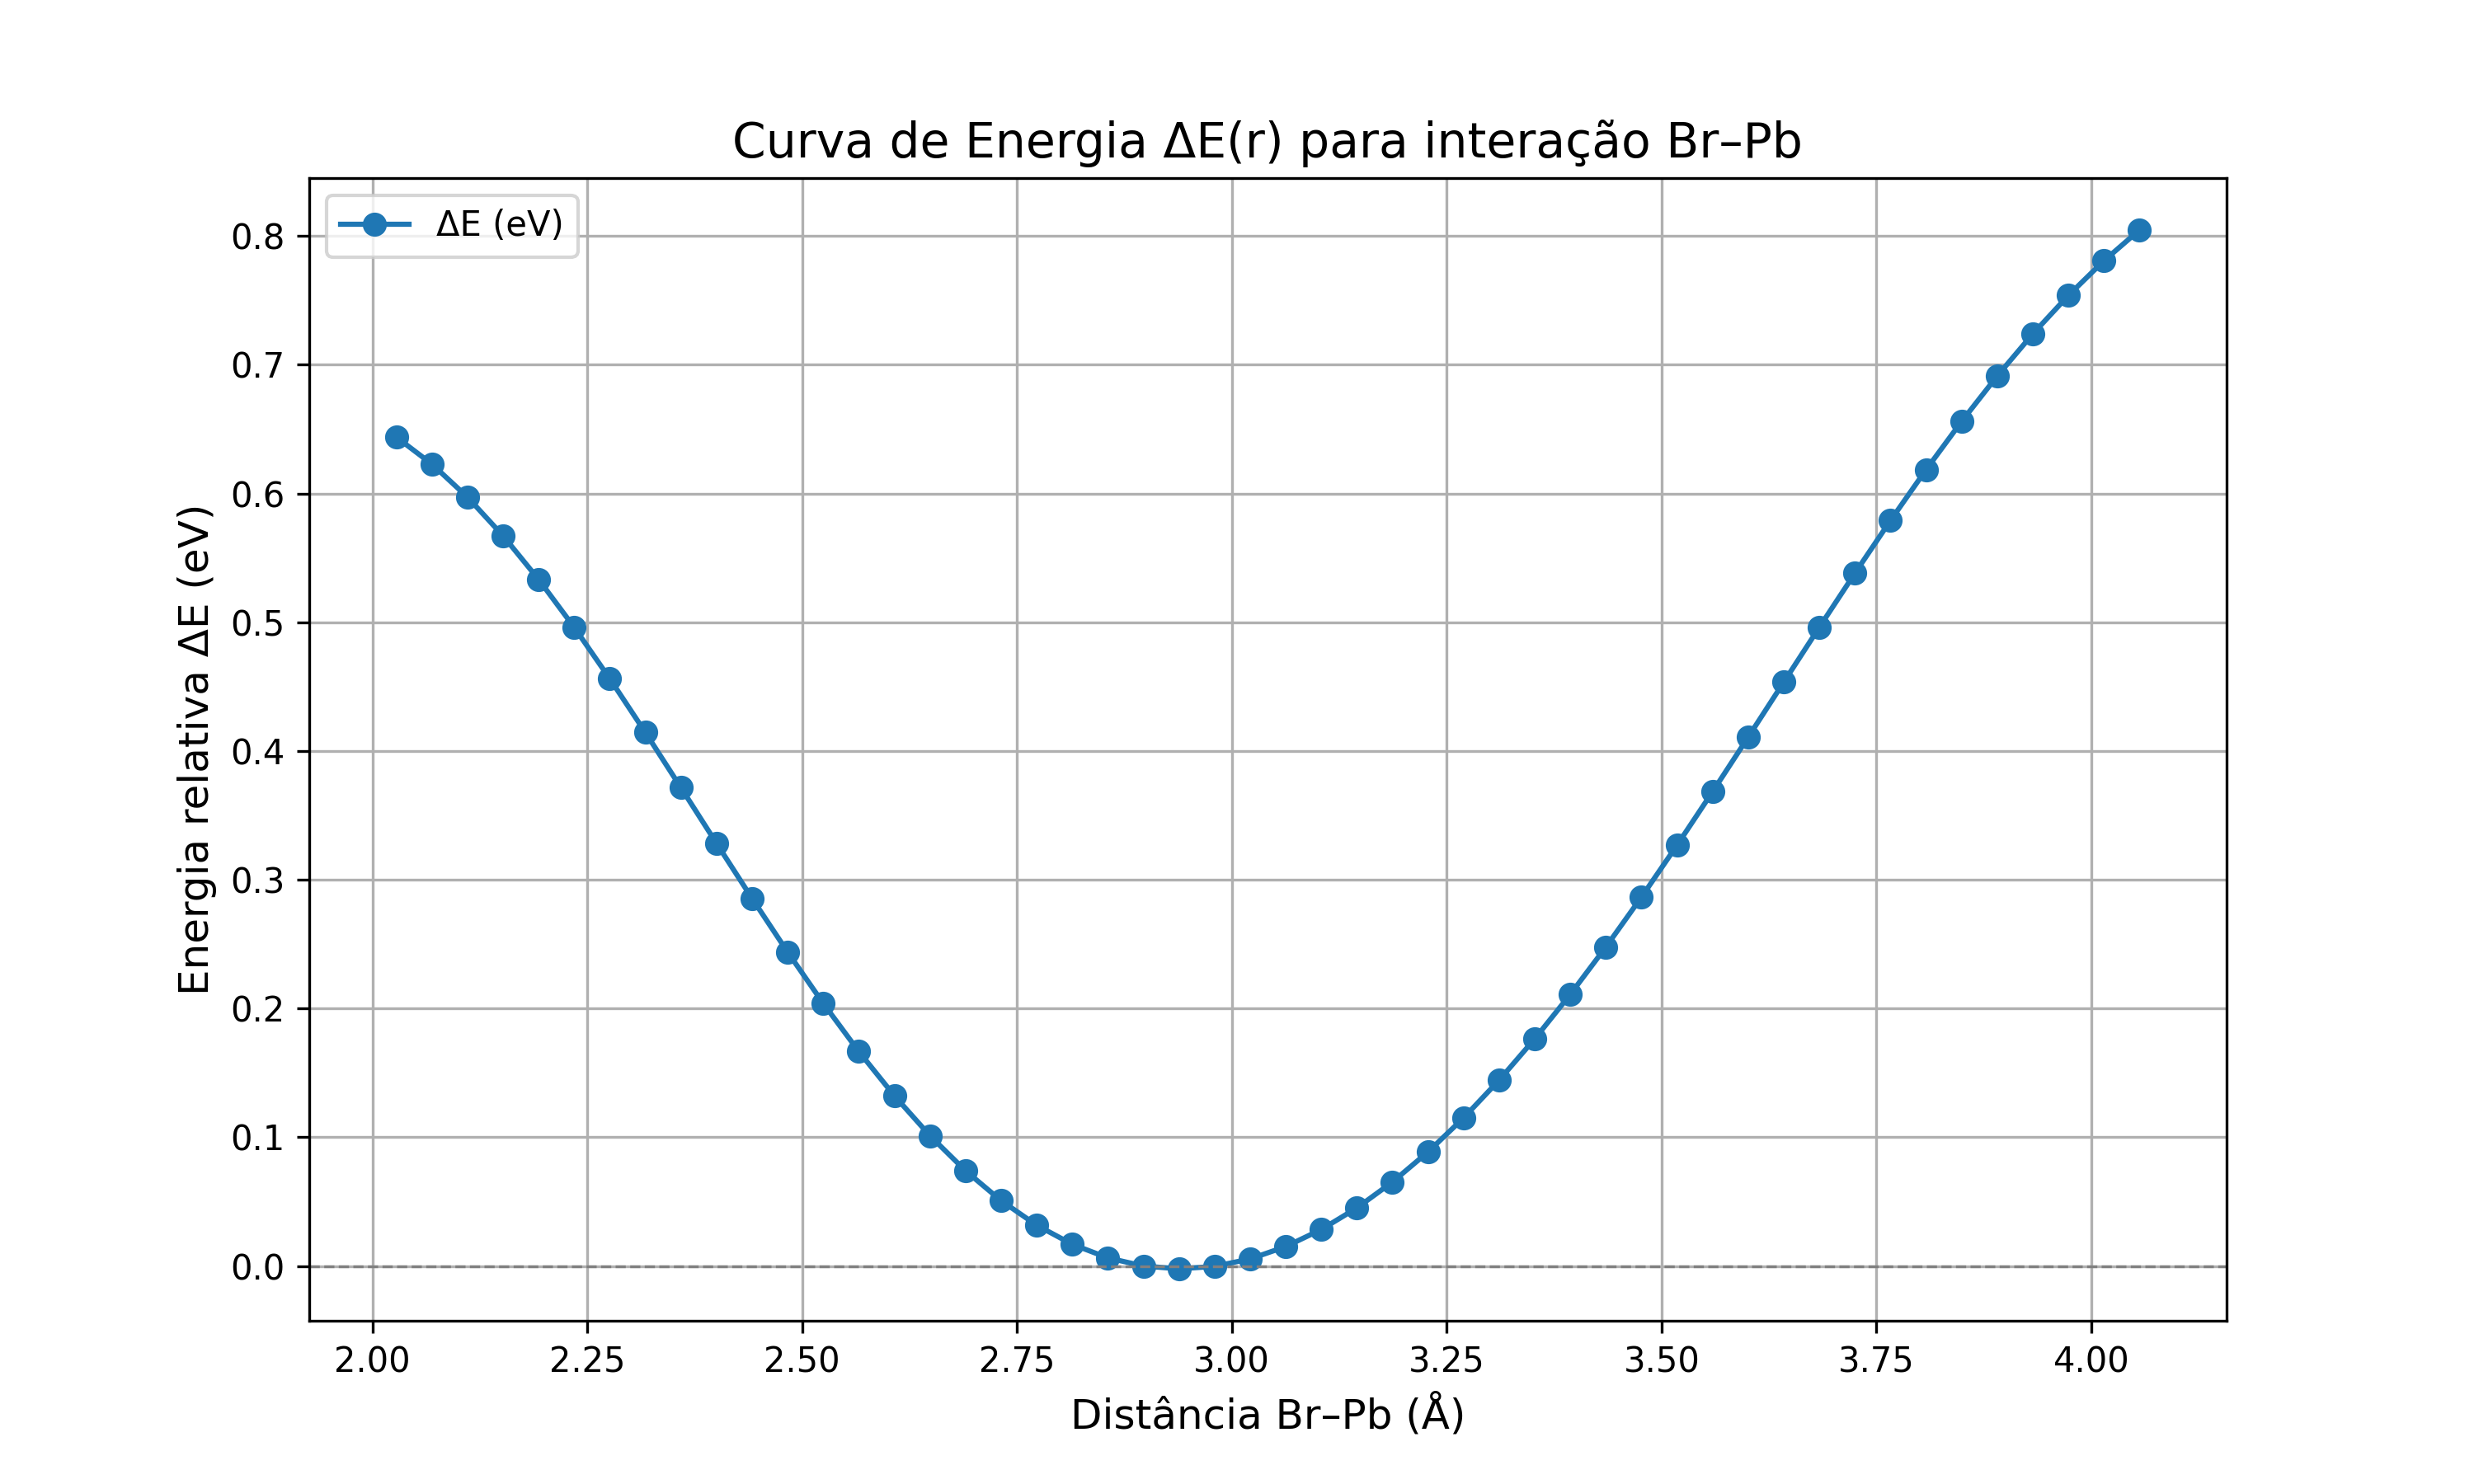 Curva de Energia ΔE(r) para interação Br–Pb
ΔE (eV)
Energia relativa ΔE (eV)
0.8
0.7
0.6
0.5
0.4
0.3
0.2
0.1
0.0
2.00 2.25 2.50 2.75 3.00 3.25 3.50 3.75 4.00
Distância Br–Pb (Å)